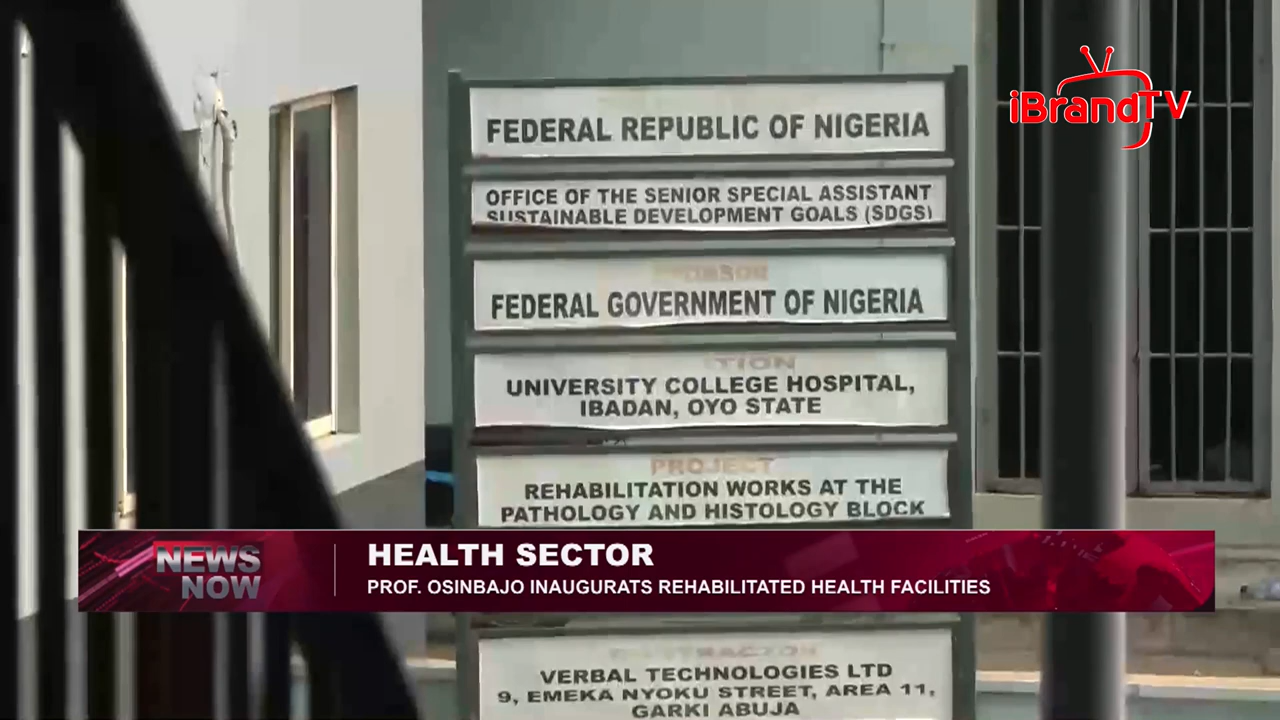 iBrandTV
FEDERAL REPUBLIC OF NIGERIA
OFFICE OF THE SENIOR SPECIAL ASSISTANT
SUSTAINABLE DEVELOPMENT GOALS (SDGS)
FEDERAL GOVERNMENT OF NIGERIA
UNIVERSITY COLLEGE HOSPITAL,
IBADAN, OYO STATE
PROJECT
REHABILITATION WORKS AT THE
PATHOLOGY AND HISTOLOGY BLOCK
NEWS
NOW
HEALTH SECTOR
PROF. OSINBAJO INAUGURATS REHABILITATED HEALTH FACILITIES
VERBAL TECHNOLOGIES LTD
9, EMEKA NYOKU STREET, AREA 11,
GARKI ABUJA